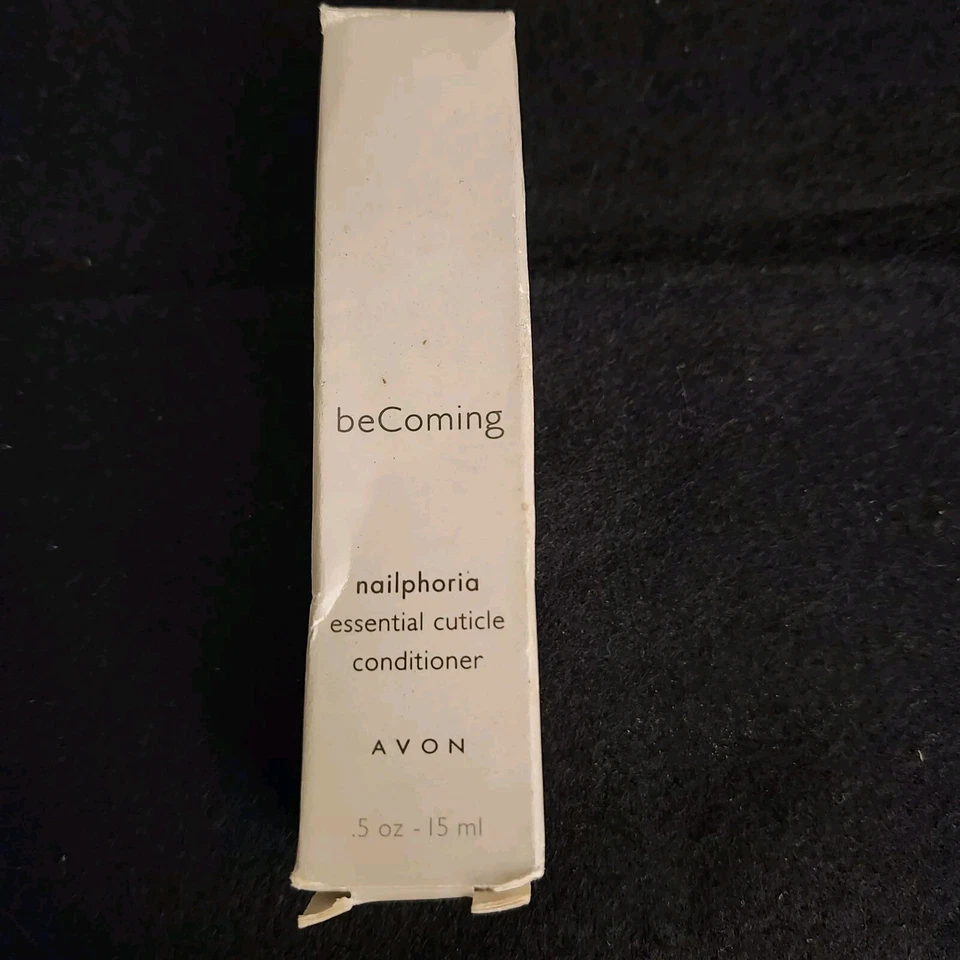 beComing
nailphoria
essential cuticle
conditioner
AVON
.5 oz - 15 ml